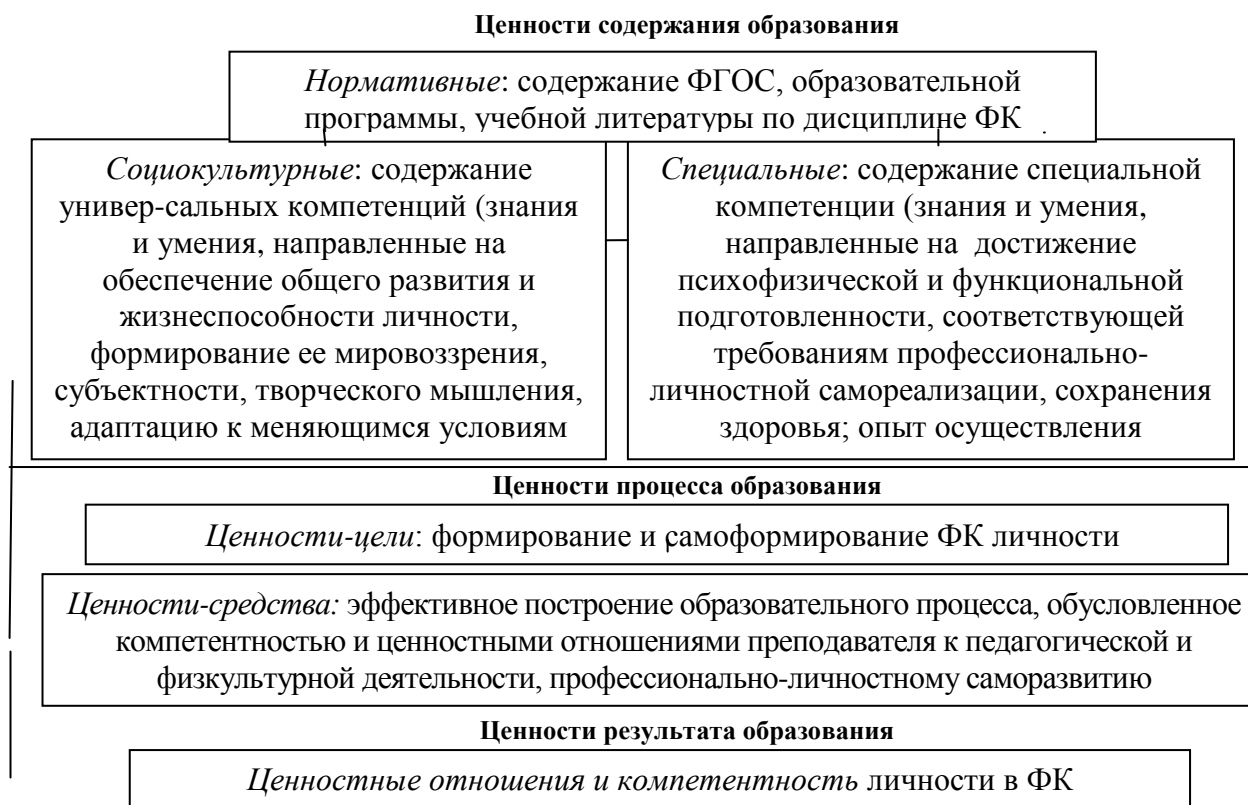 Ценности содержания образования
Нормативные: содержание ФГОС, образовательной
программы, учебной литературы по дисциплине ФК
Социокультурные: содержание
универ-сальных компетенций (знания
и умения, направленные на
обеспечение общего развития и
жизнеспособности личности,
формирование ее мировоззрения,
субъектности, творческого мышления,
адаптацию к меняющимся условиям
Специальные: содержание специальной
компетенции (знания и умения,
направленные на достижение
психофизической и функциональной
подготовленности, соответствующей
требованиям профессионально-
личностной самореализации, сохранения
здоровья; опыт осуществления
Ценности процесса образования
Ценности-цели: формирование и самоформирование ФК личности
Ценности-средства: эффективное построение образовательного процесса, обусловленное
компетентностью и ценностными отношениями преподавателя к педагогической и
физкультурной деятельности, профессионально-личностному саморазвитию
Ценности результата образования
Ценностные отношения и компетентность личности в ФК